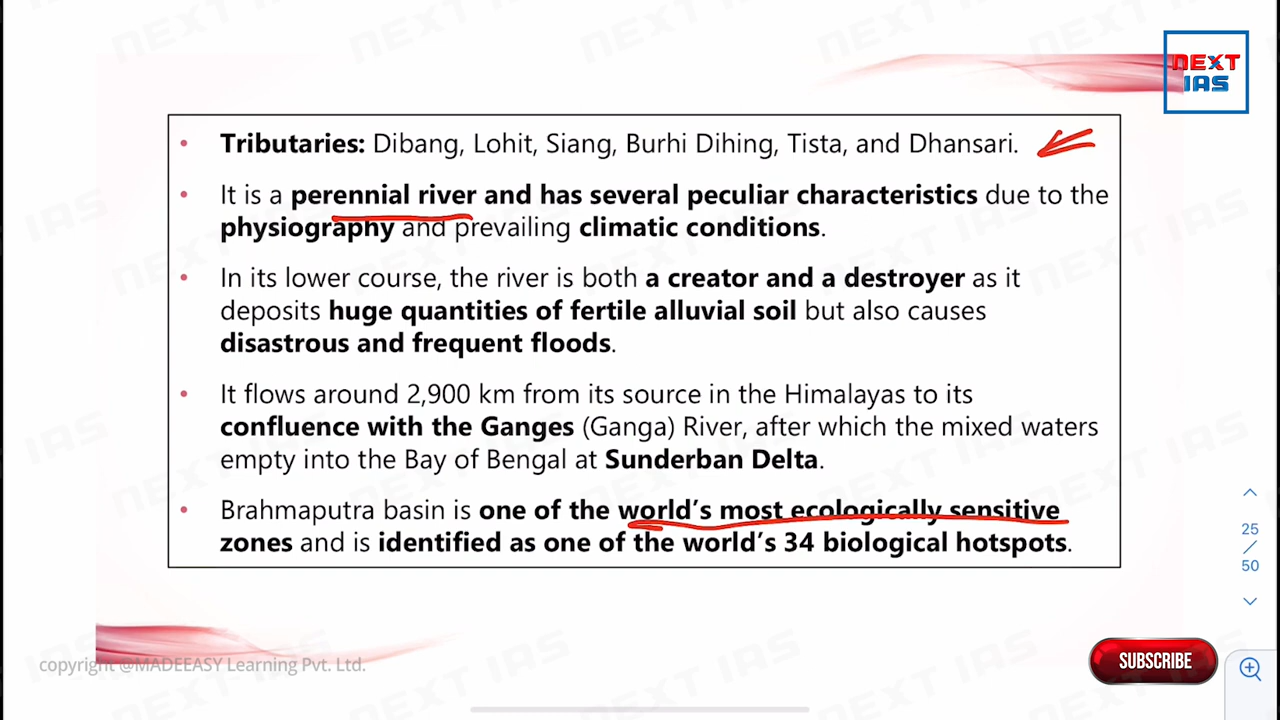 NEXT
IAS
• Tributaries: Dibang, Lohit, Siang, Burhi Dihing, Tista, and Dhansari.
• It is a perennial river and has several peculiar characteristics due to the
physiography and prevailing climatic conditions.
• In its lower course, the river is both a creator and a destroyer as it
deposits huge quantities of fertile alluvial soil but also causes
disastrous and frequent floods.
• It flows around 2,900 km from its source in the Himalayas to its
confluence with the Ganges (Ganga) River, after which the mixed waters
empty into the Bay of Bengal at Sunderban Delta.
• Brahmaputra basin is one of the world's most ecologically sensitive
zones and is identified as one of the world's 34 biological hotspots.
25
/
50
copyright @MADEEASY Learning Pvt. Ltd.
SUBSCRIBE